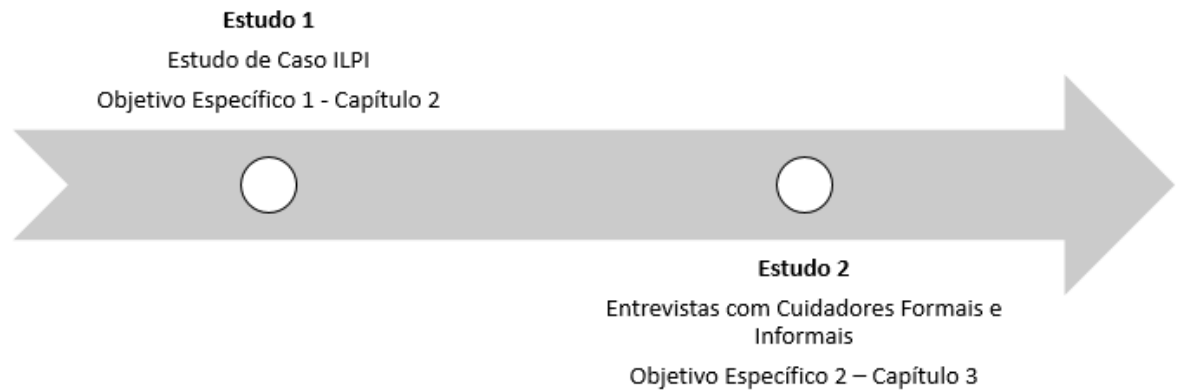 Estudo 1
Estudo de Caso ILPI
Objetivo Específico 1 - Capítulo 2
Estudo 2
Entrevistas com Cuidadores Formais e
Informais
Objetivo Específico 2 – Capítulo 3